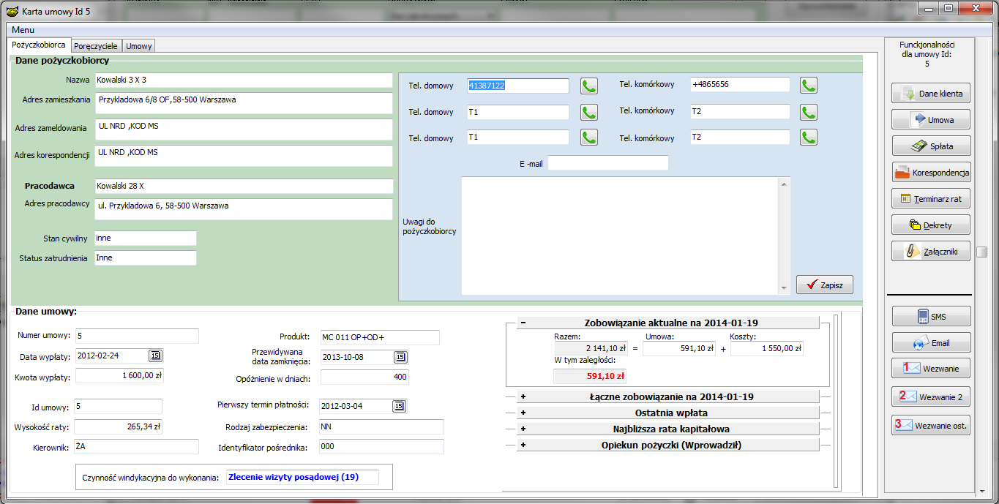 Karta umowy Id 5
Menu
Pożyczkobiorca Poręczyciele Umowy
Dane pożyczkobiorcy
Nazwa Kowalski 3 X 3
Adres zamieszkania Przykladowa 6/8 OF,58-500 Warszawa
Adres zameldowania UL NRD ,KOD MS
Adres korespondencji UL NRD ,KOD MS
Pracodawca Kowalski 28 X
Adres pracodawcy ul. Przykladowa 6, 58-500 Warszawa
Stan cywilny inne
Status zatrudnienia Inne
Tel. domowy 41387122 Tel. komórkowy +4865656
Tel. domowy T1 Tel. komórkowy T2
Tel. domowy T1 Tel. komórkowy T2
E -mail
Uwagi do
pożyczkobiorcy
Zapisz
Dane umowy:
Numer umowy: 5
Data wypłaty: 2012-02-24 15
Kwota wypłaty: 1 600,00 zł
Id umowy: 5
Wysokość raty: 265,34 zł
Kierownik: ŻA
Produkt: MC 011 OP+OD+
Przewidywana
data zamknięcia: 2013-10-08 15
Opóźnienie w dniach: 400
Pierwszy termin płatności: 2012-03-04 15
Rodzaj zabezpieczenia: NN
Identyfikator pośrednika: 000
Czynność windykacyjna do wykonania: Zlecenie wizyty posądowej (19)
- Zobowiązanie aktualne na 2014-01-19
Razem: Umowa: Koszty:
2 141,10 zł = 591,10 zł + 1 550,00 zł
W tym zaległości:
591,10 zł
+ Łączne zobowiązanie na 2014-01-19
+ Ostatnia wpłata
+ Najbliższa rata kapitałowa
+ Opiekun pożyczki (Wprowadził)
Funckjonalności
dla umowy Id:
5
Dane klienta
Umowa
Spłata
Korespondencja
Terminarz rat
Dekrety
Załączniki
SMS
Email
1 Wezwanie
2 Wezwanie 2
3 Wezwanie ost.